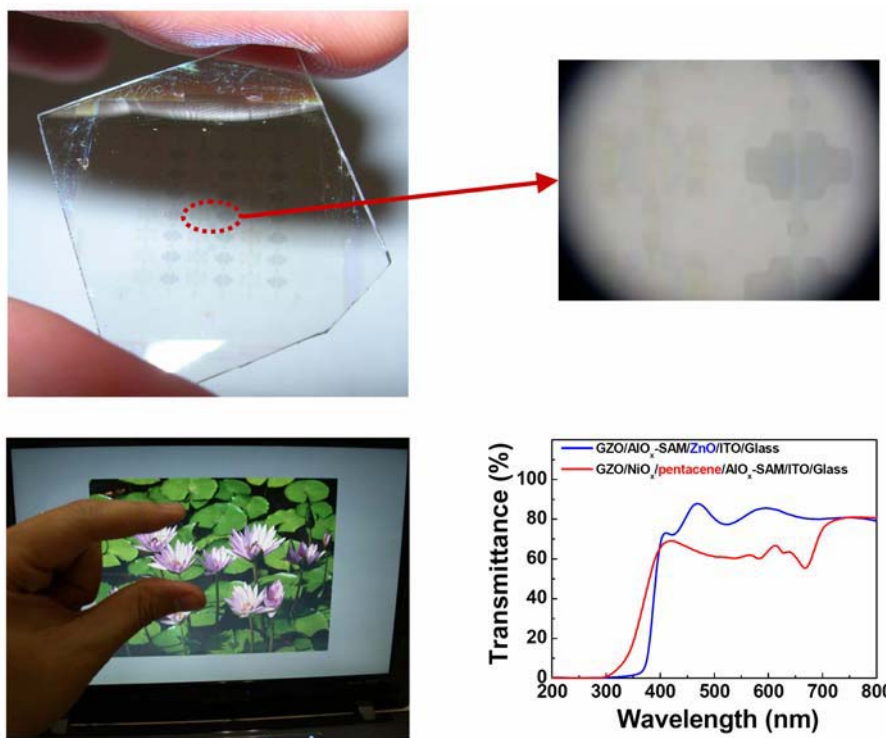 GZO/AlOx-SAM/ZnO/ITO/Glass
GZO/NiOx/pentacene/AlOx-SAM/ITO/Glass
100
80
60
40
20
0
Transmittance (%)
200 300 400 500 600 700 800
Wavelength (nm)